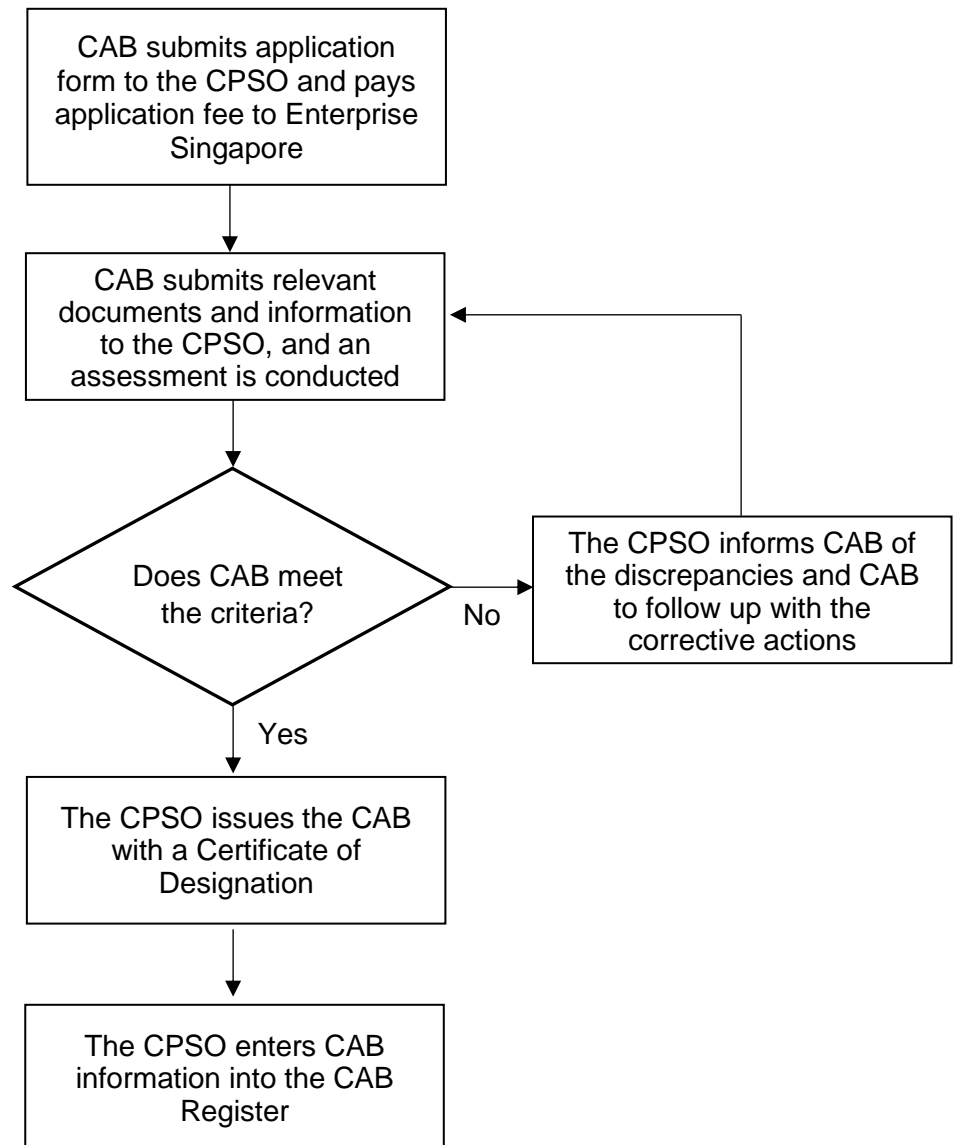 CAB submits application
form to the CPSO and pays
application fee to Enterprise
Singapore
CAB submits relevant
documents and information
to the CPSO, and an
assessment is conducted
Does CAB meet
the criteria?
No
The CPSO informs CAB of
the discrepancies and CAB
to follow up with the
corrective actions
Yes
The CPSO issues the CAB
with a Certificate of
Designation
The CPSO enters CAB
information into the CAB
Register